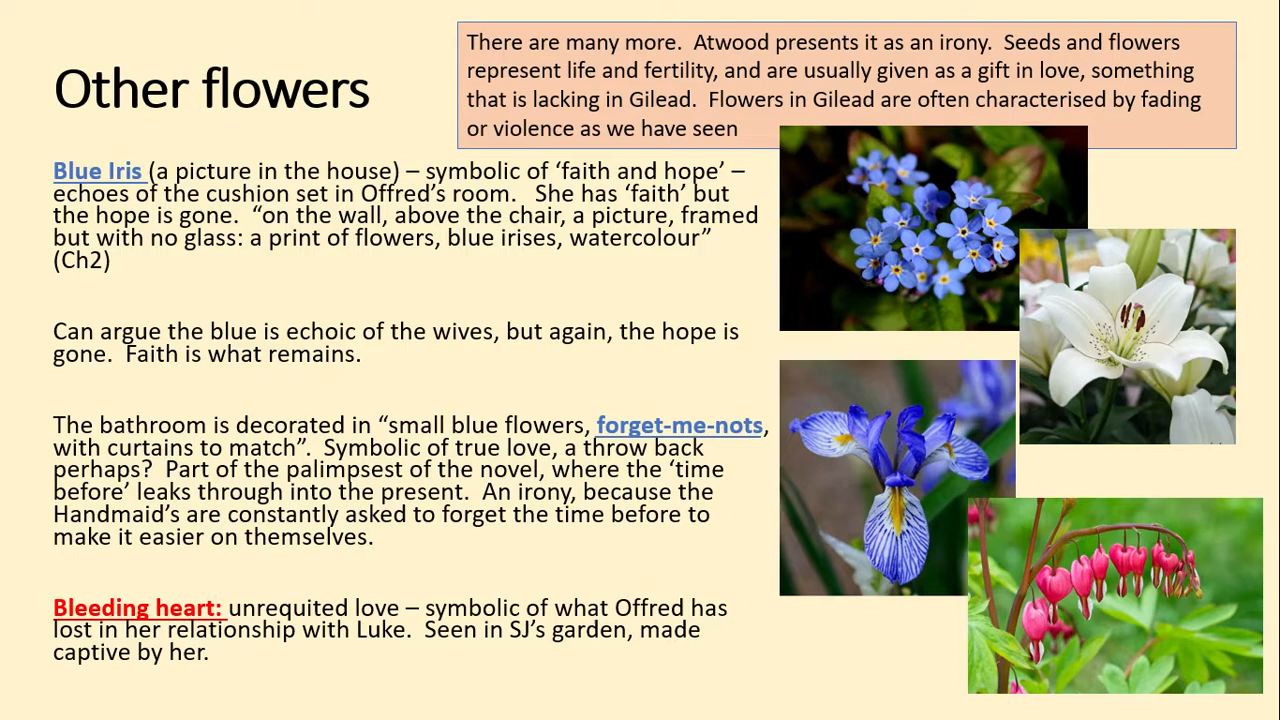 Other flowers
There are many more.  Atwood presents it as an irony.  Seeds and flowers
represent life and fertility, and are usually given as a gift in love, something
that is lacking in Gilead.  Flowers in Gilead are often characterised by fading
or violence as we have seen
Blue Iris (a picture in the house) – symbolic of ‘faith and hope’ –
echoes of the cushion set in Offred’s room.   She has ‘faith’ but
the hope is gone.  “on the wall, above the chair, a picture, framed
but with no glass: a print of flowers, blue irises, watercolour”
(Ch2)
Can argue the blue is echoic of the wives, but again, the hope is
gone.  Faith is what remains.
The bathroom is decorated in “small blue flowers, forget-me-nots,
with curtains to match”.  Symbolic of true love, a throw back
perhaps?  Part of the palimpsest of the novel, where the ‘time
before’ leaks through into the present.  An irony, because the
Handmaid’s are constantly asked to forget the time before to
make it easier on themselves.
Bleeding heart: unrequited love – symbolic of what Offred has
lost in her relationship with Luke.  Seen in SJ’s garden, made
captive by her.